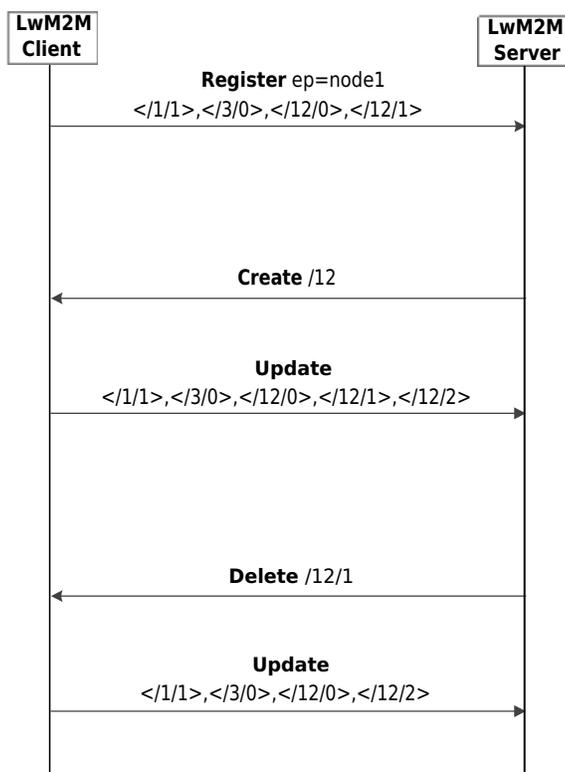 LwM2M
Client
LwM2M
Server
Register ep=node1
</1/1>,</3/0>,</12/0>,</12/1>
Create /12
Update
</1/1>,</3/0>,</12/0>,</12/1>,</12/2>
Delete /12/1
Update
</1/1>,</3/0>,</12/0>,</12/2>